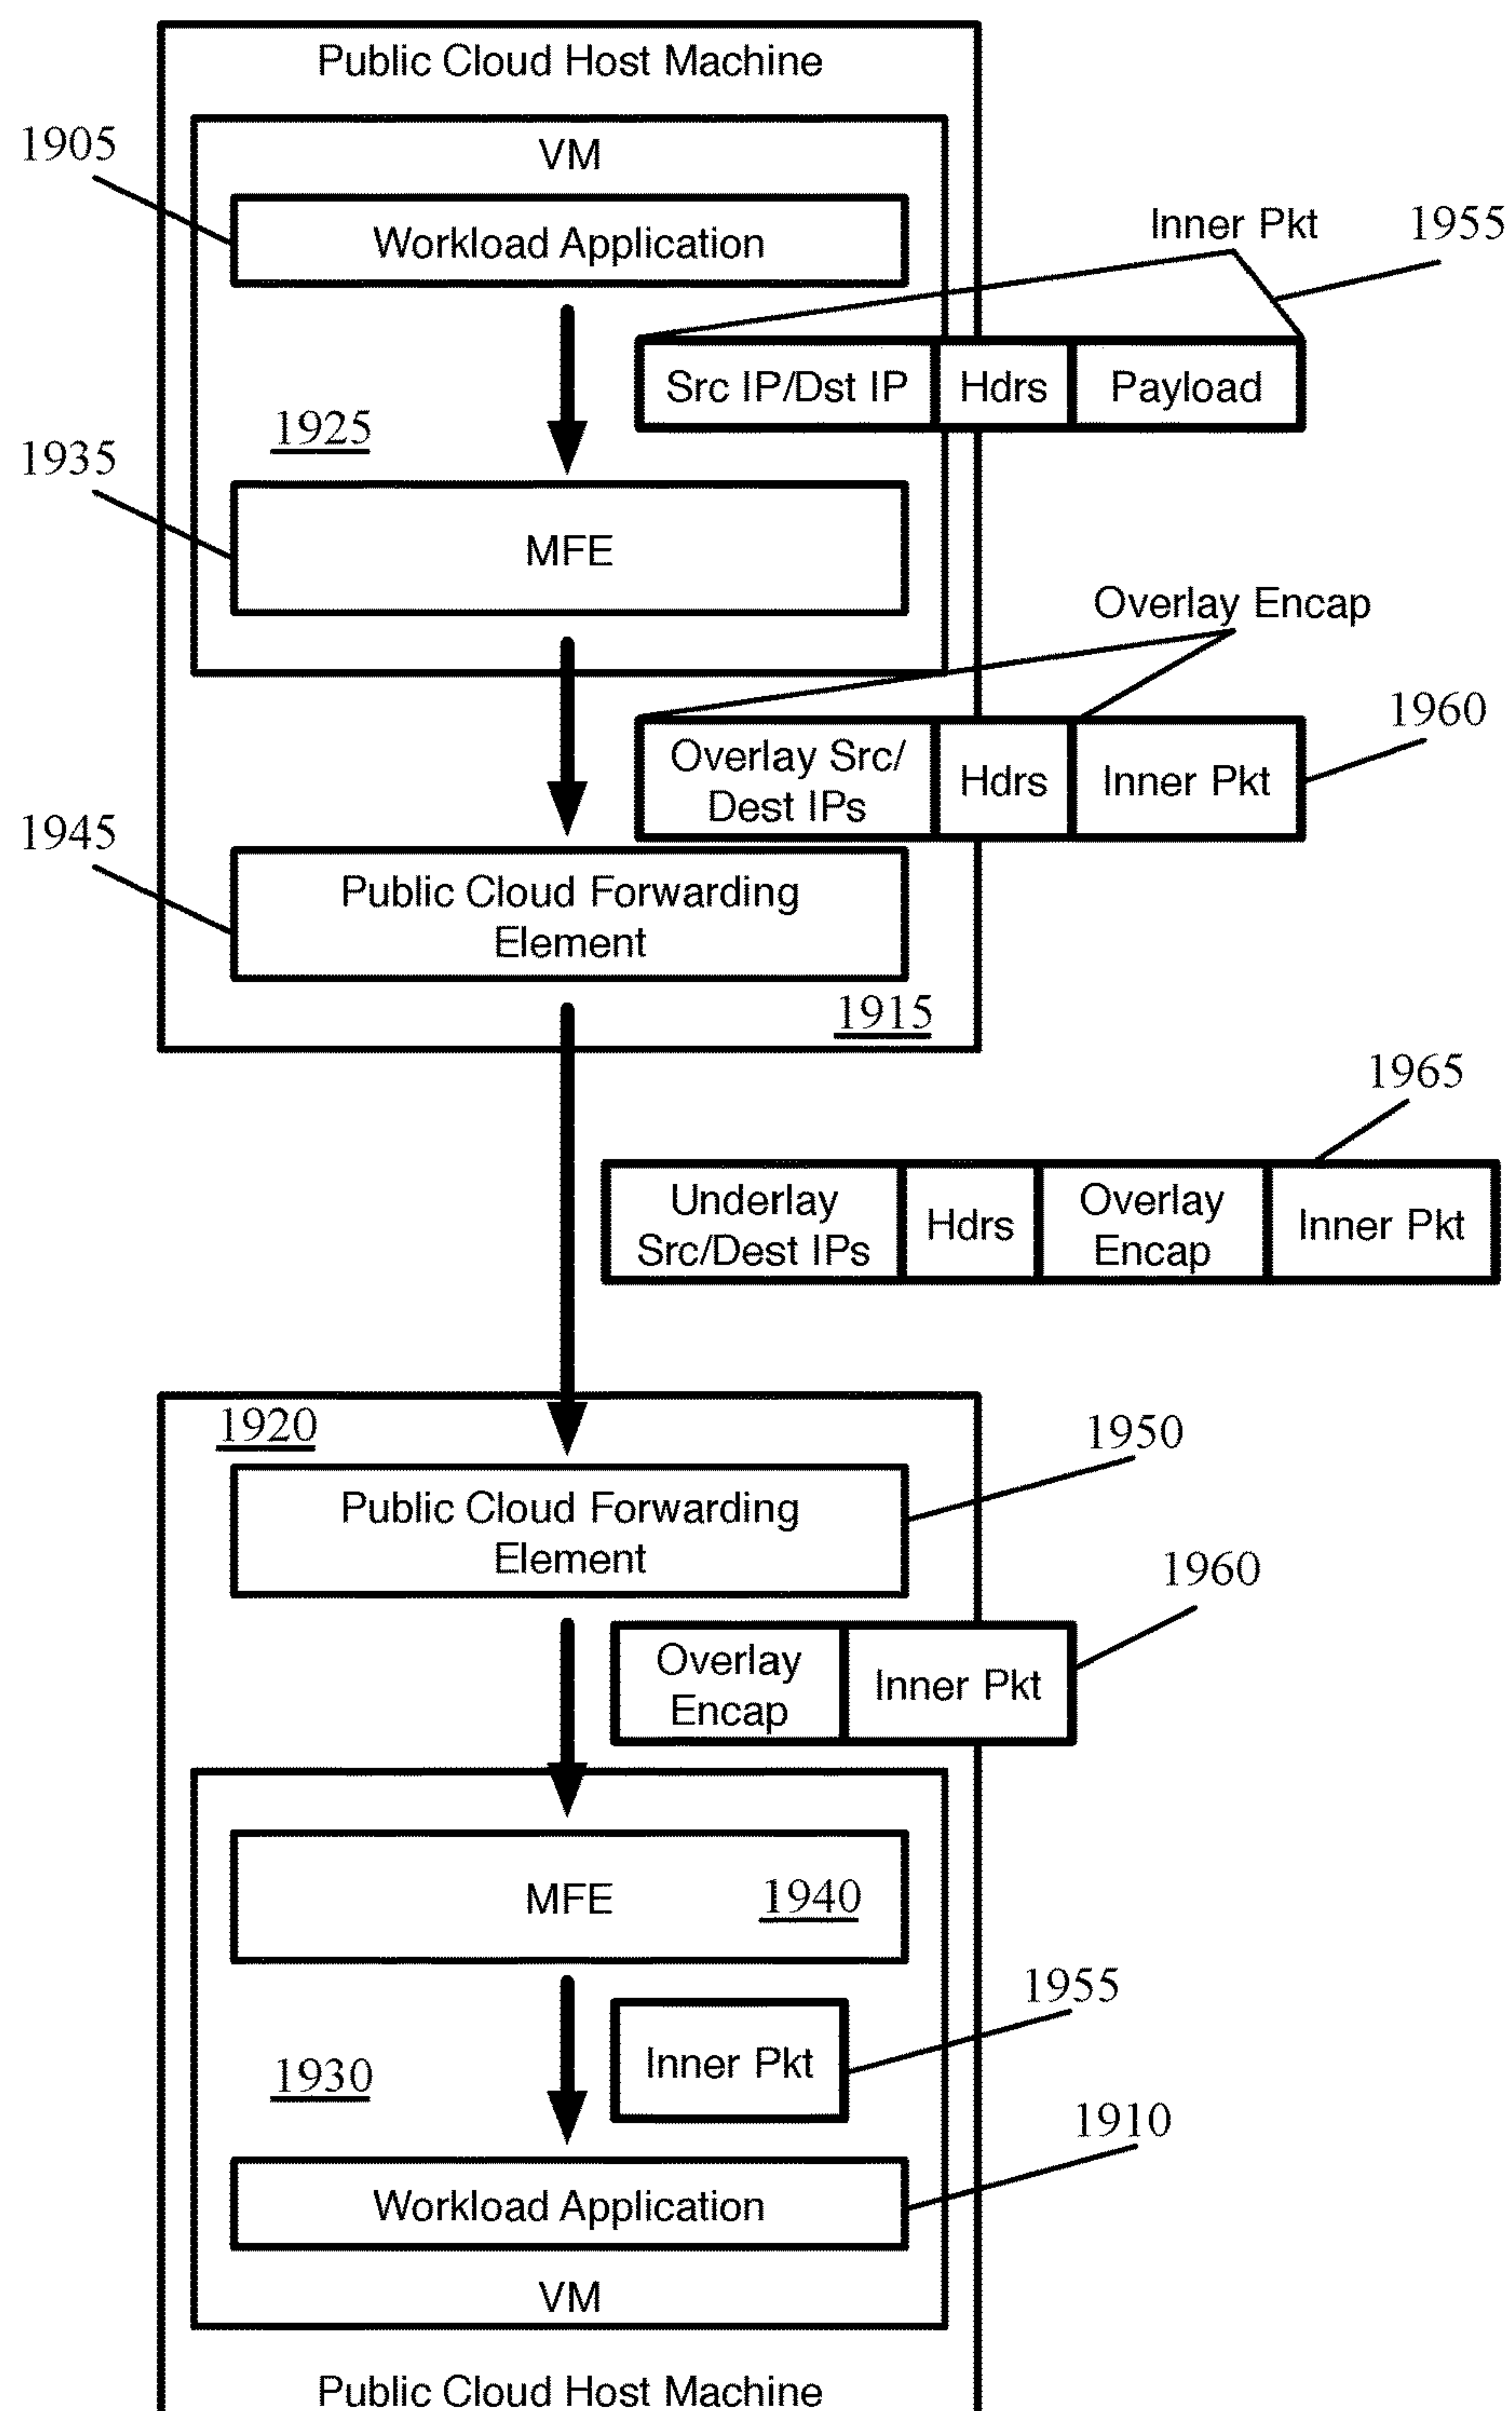 Public Cloud Host Machine
VM
1905
Workload Application
Inner Pkt
1955
Src IP/Dst IP
Hdrs
Payload
1925
1935
MFE
Overlay Encap
1960
Overlay Src/
Dest IPs
Hdrs
Inner Pkt
1945
Public Cloud Forwarding
Element
1915
1965
Underlay
Src/Dest IPs
Hdrs
Overlay
Encap
Inner Pkt
1920
1950
Public Cloud Forwarding
Element
1960
Overlay
Encap
Inner Pkt
MFE
1940
1955
Inner Pkt
1930
1910
Workload Application
VM
Public Cloud Host Machine